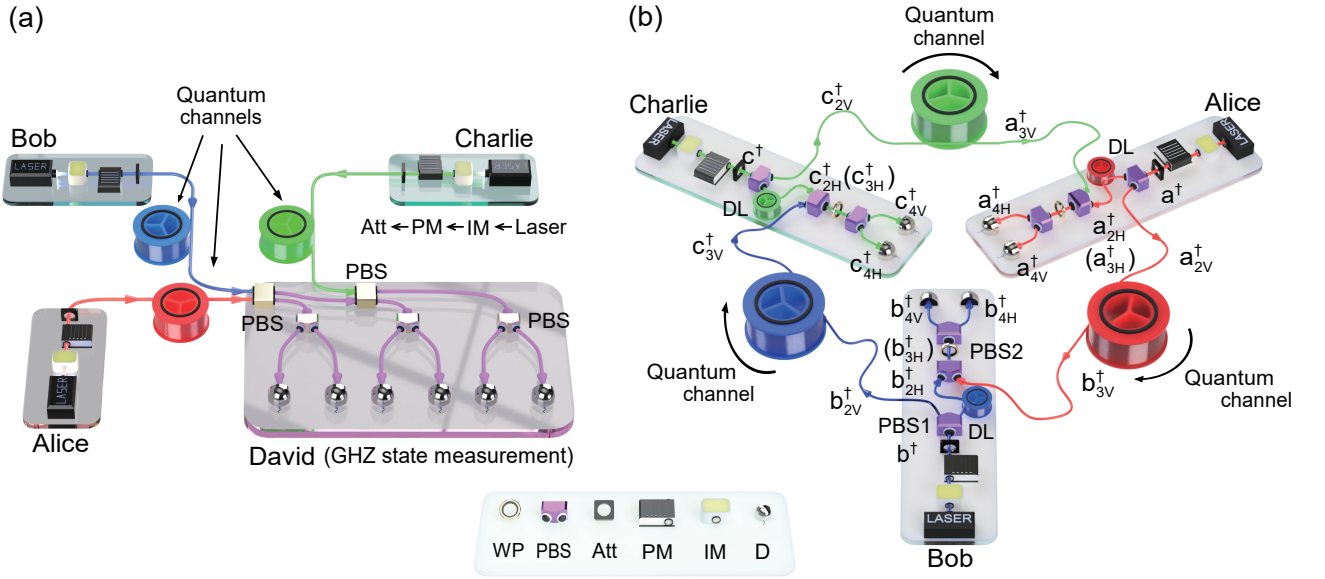 (a)
Quantum
channels
Bob
Charlie
LASER
LASER
Att ← PM ← IM ← Laser
PBS
PBS
PBS
LASER
Alice
David (GHZ state measurement)
(b)
Quantum
channel
Charlie
Alice
LASER
LASER
c†2V
a†3V
c†
DL
a†
DL
c†2H(c†3H)
c†4V
c†4H
c†3V
a†4H
a†4V
a†2H
(a†3H)
a†2V
b†4V
b†4H
(b†3H)
PBS2
b†2H
Quantum
channel
b†2V
b†3V
Quantum
channel
PBS1
DL
b†
LASER
Bob
WP
PBS
Att
PM
IM
D